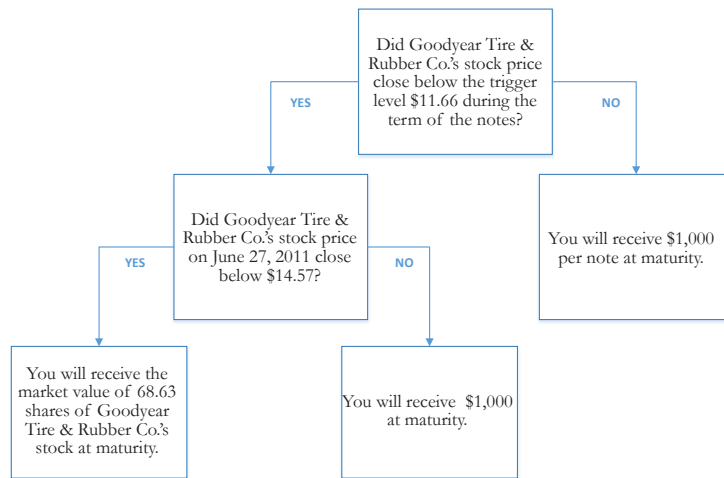 Did Goodyear Tire &
Rubber Co.'s stock price
close below the trigger
level $11.66 during the
term of the notes?
YES
NO
Did Goodyear Tire &
Rubber Co.'s stock price
on June 27, 2011 close
below $14.57?
You will receive $1,000
per note at maturity.
YES
NO
You will receive the
market value of 68.63
shares of Goodyear
Tire & Rubber Co.'s
stock at maturity.
You will receive $1,000
at maturity.